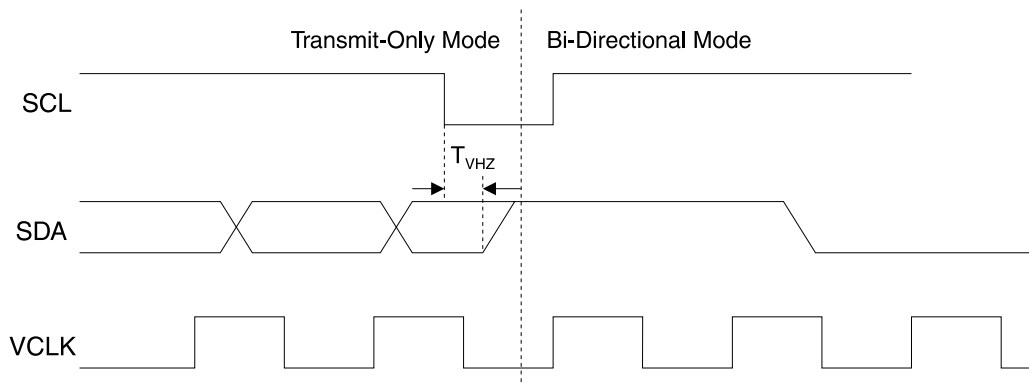 Transmit-Only Mode
Bi-Directional Mode
SCL
TVHZ
SDA
VCLK